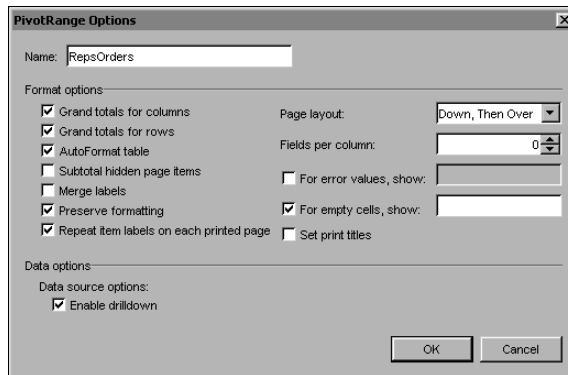 PivotRange Options
Name: RepsOrders
Format options
Grand totals for columns
Grand totals for rows
AutoFormat table
Subtotal hidden page items
Merge labels
Preserve formatting
Repeat item labels on each printed page
Page layout: Down, Then Over
Fields per column: 0
For error values, show:
For empty cells, show:
Set print titles
Data options
Data source options:
Enable drilldown
OK Cancel